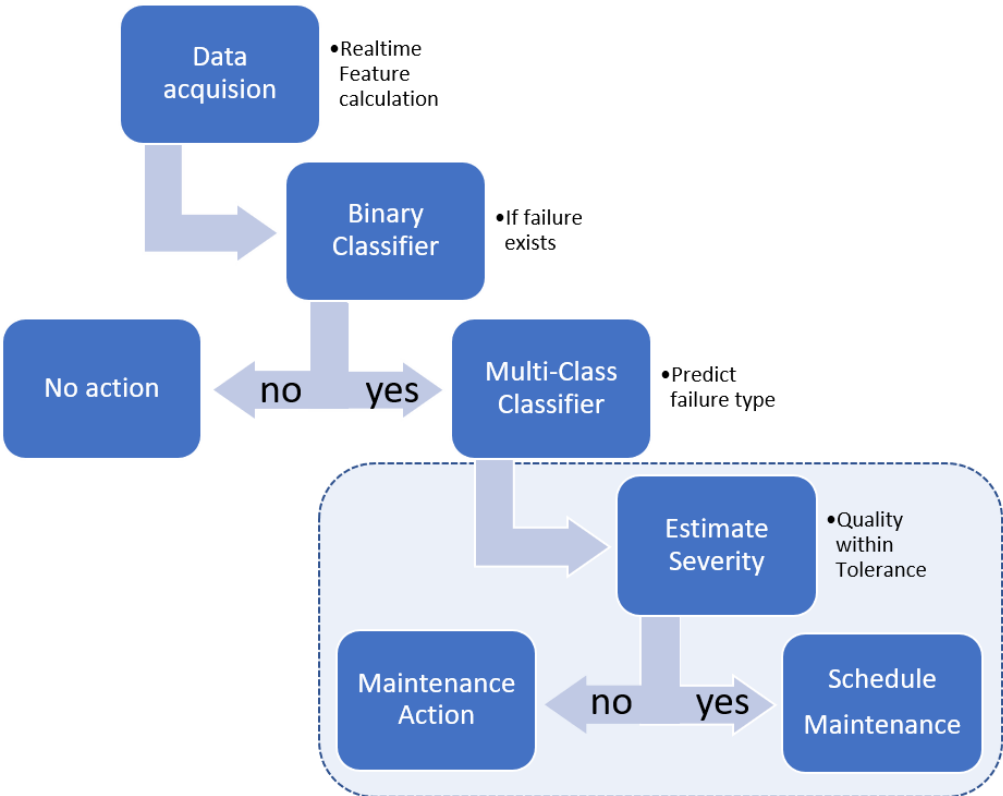 Data
acquision
•Realtime
Feature
calculation
Binary
Classifier
•If failure
exists
No action
no
yes
Multi-Class
Classifier
•Predict
failure type
Estimate
Severity
•Quality
within
Tolerance
Maintenance
Action
no
yes
Schedule
Maintenance